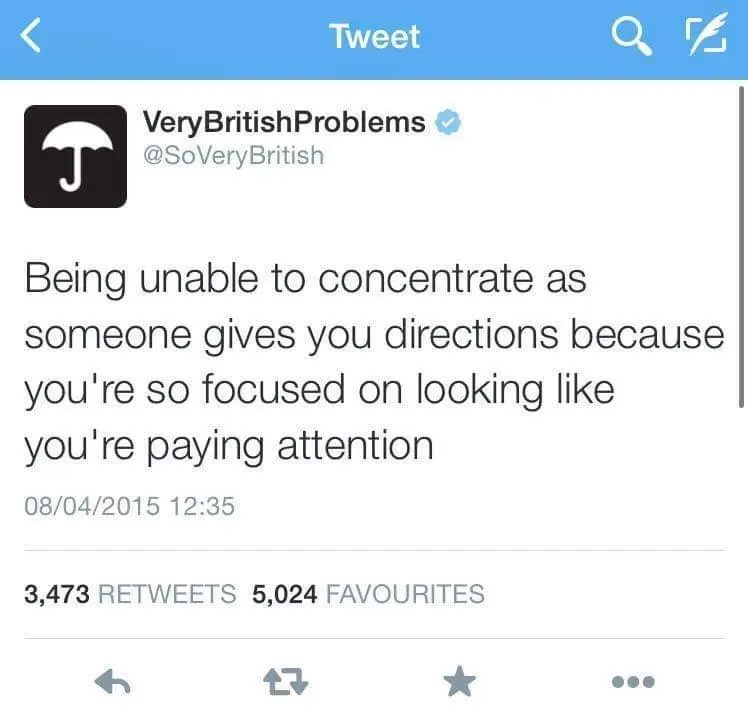 Tweet
VeryBritishProblems
@SoVeryBritish
Being unable to concentrate as
someone gives you directions because
you're so focused on looking like
you're paying attention
08/04/2015 12:35
3,473 RETWEETS 5,024 FAVOURITES